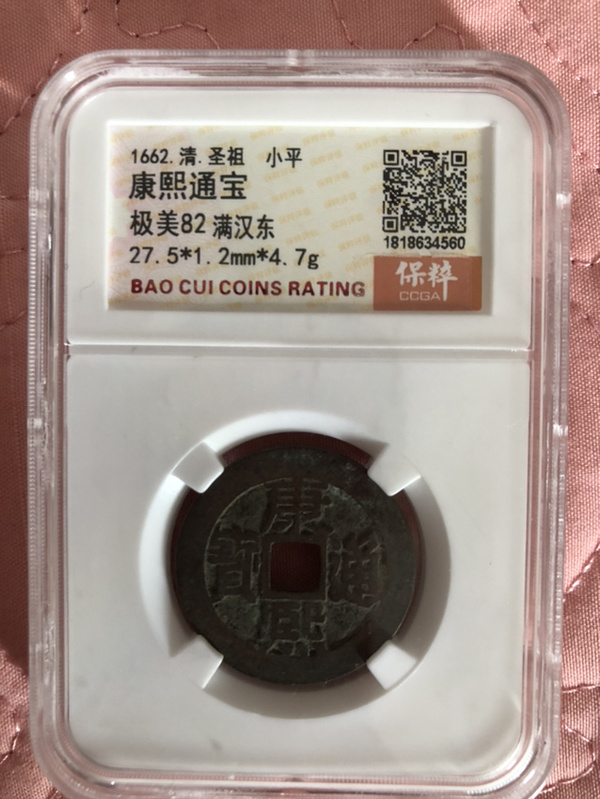 1662.清.圣祖 小平
康熙通宝
极美82 满汉东
27.5*1.2mm*4.7g
BAO CUI COINS RATING
1818634560
保粹
CCGA
康
寳 通
熙